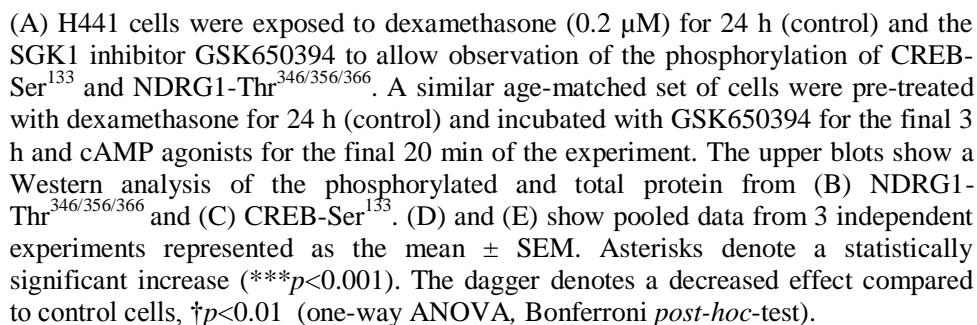 (A) H441 cells were exposed to dexamethasone (0.2 μM) for 24 h (control) and the
SGK1 inhibitor GSK650394 to allow observation of the phosphorylation of CREB-
Ser133 and NDRG1-Thr346/356/366. A similar age-matched set of cells were pre-treated
with dexamethasone for 24 h (control) and incubated with GSK650394 for the final 3
h and cAMP agonists for the final 20 min of the experiment. The upper blots show a
Western analysis of the phosphorylated and total protein from (B) NDRG1-
Thr346/356/366 and (C) CREB-Ser133. (D) and (E) show pooled data from 3 independent
experiments represented as the mean ± SEM. Asterisks denote a statistically
significant increase (***p<0.001). The dagger denotes a decreased effect compared
to control cells, †p<0.01 (one-way ANOVA, Bonferroni post-hoc-test).